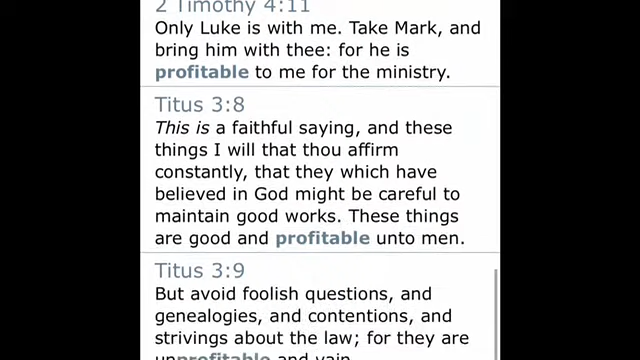 2 Timothy 4:11
Only Luke is with me. Take Mark, and
bring him with thee: for he is
profitable to me for the ministry.
Titus 3:8
This is a faithful saying, and these
things I will that thou affirm
constantly, that they which have
believed in God might be careful to
maintain good works. These things
are good and profitable unto men.
Titus 3:9
But avoid foolish questions, and
genealogies, and contentions, and
strivings about the law; for they are
unprofitable and vain.